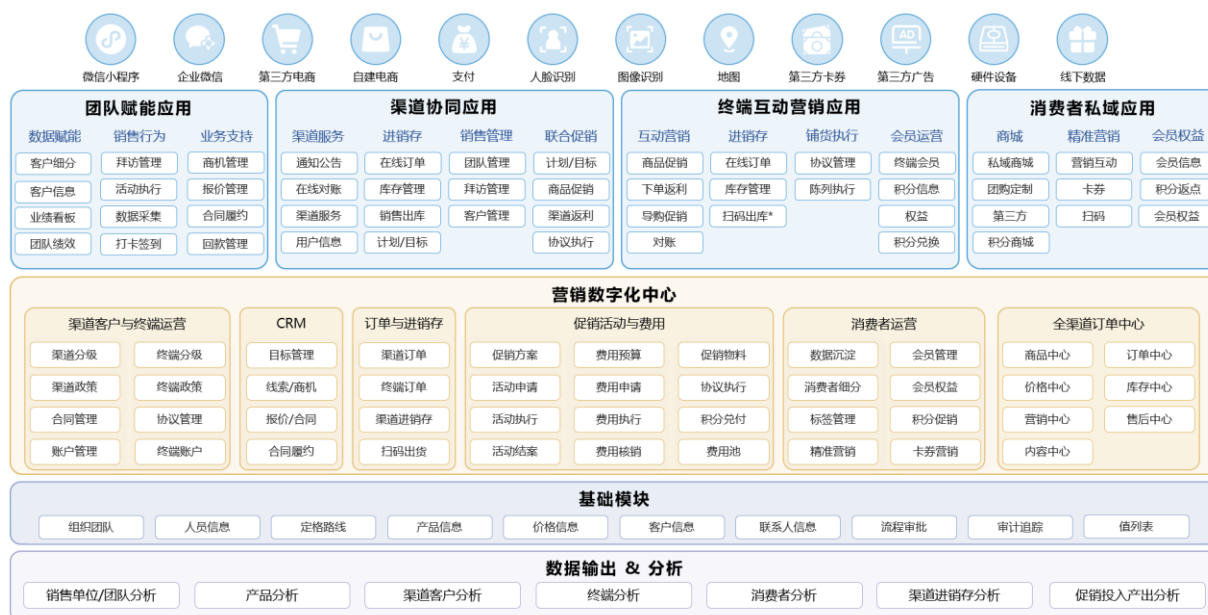 微信小程序 企业微信 第三方电商 自建电商 支付 人脸识别 图像识别 地图 第三方卡券 第三方广告 硬件设备 线下数据
AD
团队赋能应用
数据赋能 销售行为 业务支持
客户细分 拜访管理 商机管理
客户信息 活动执行 报价管理
业绩看板 数据采集 合同履约
团队绩效 打卡签到 回款管理
渠道协同应用
渠道服务 进销存 销售管理 联合促销
通知公告 在线订单 团队管理 计划/目标
在线对账 库存管理 拜访管理 商品促销
渠道服务 销售出库 客户管理 渠道返利
用户信息 计划/目标 协议执行
终端互动营销应用
互动营销 进销存 铺货执行 会员运营
商品促销 在线订单 协议管理 终端会员
下单返利 库存管理 陈列执行 积分信息
导购促销 扫码出库* 权益
对账 积分兑换
消费者私域应用
商城 精准营销 会员权益
私域商城 营销互动 会员信息
团购定制 卡券 积分返点
第三方 扫码 会员权益
积分商城
营销数字化中心
渠道客户与终端运营
渠道分级 终端分级
渠道政策 终端政策
合同管理 协议管理
账户管理 终端账户
CRM
目标管理
线索/商机
报价/合同
合同履约
订单与进销存
渠道订单
终端订单
渠道进销存
扫码出货
促销活动与费用
促销方案 费用预算 促销物料
活动申请 费用申请 协议执行
活动执行 费用执行 积分兑付
活动结案 费用核销 费用池
消费者运营
数据沉淀 会员管理
消费者细分 会员权益
标签管理 积分促销
精准营销 卡券营销
全渠道订单中心
商品中心 订单中心
价格中心 库存中心
营销中心 售后中心
内容中心
基础模块
组织团队 人员信息 定格路线 产品信息 价格信息 客户信息 联系人信息 流程审批 审计追踪 值列表
数据输出 & 分析
销售单位/团队分析 产品分析 渠道客户分析 终端分析 消费者分析 渠道进销存分析 促销投入产出分析